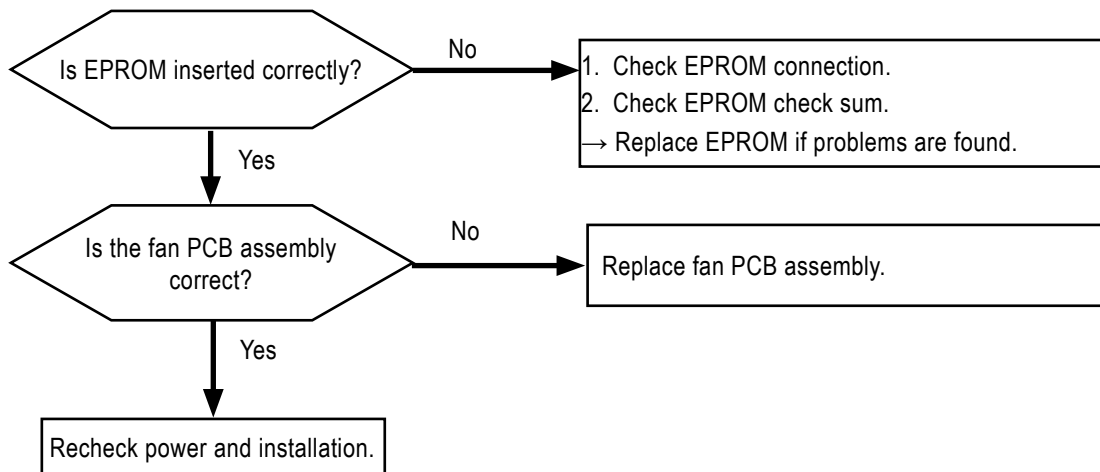 Is EPROM inserted correctly?
No
1. Check EPROM connection.
2. Check EPROM check sum.
→ Replace EPROM if problems are found.
Yes
Is the fan PCB assembly
correct?
No
Replace fan PCB assembly.
Yes
Recheck power and installation.